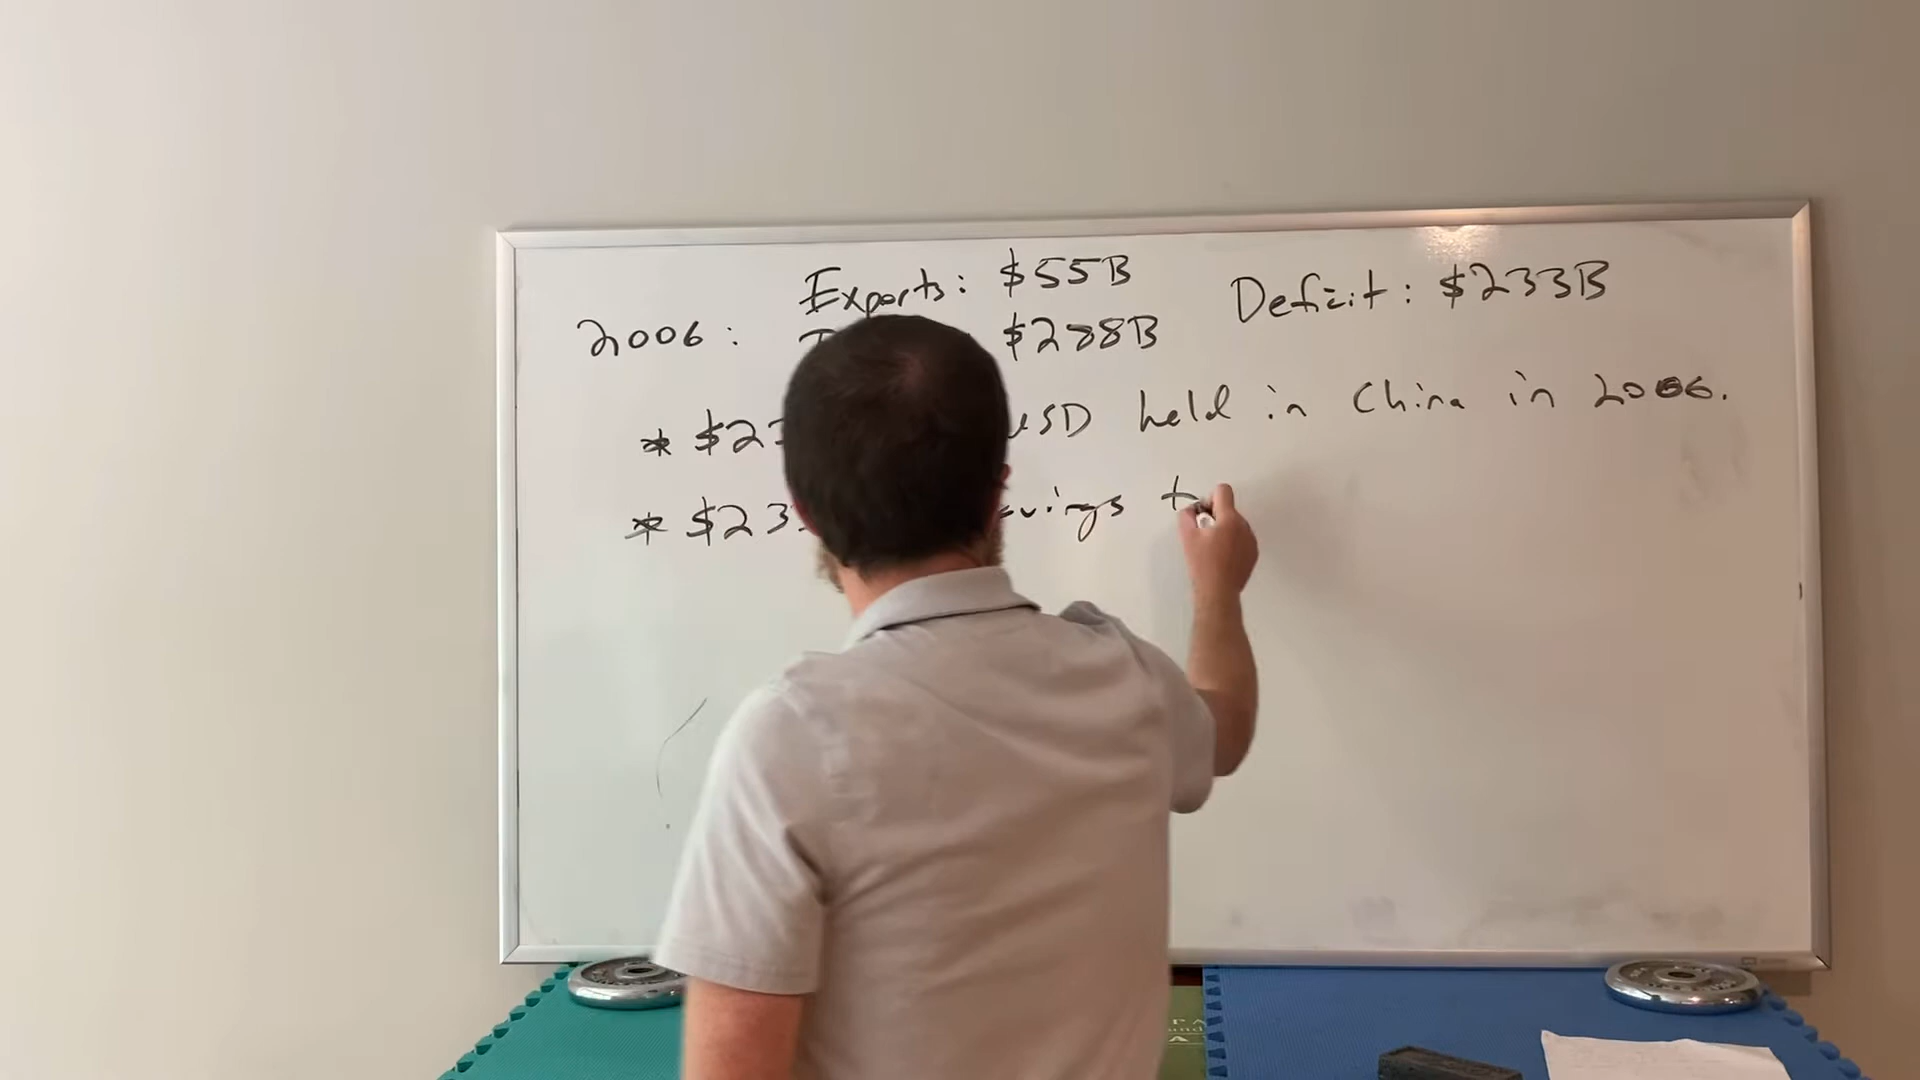 Exports: $55B Deficit: $233B
2006: $288B
* $23 USD held in China in 2006.
* $23